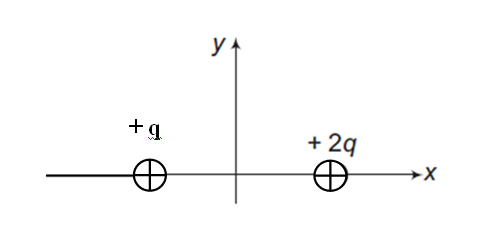 y
+ q
+ 2q
x